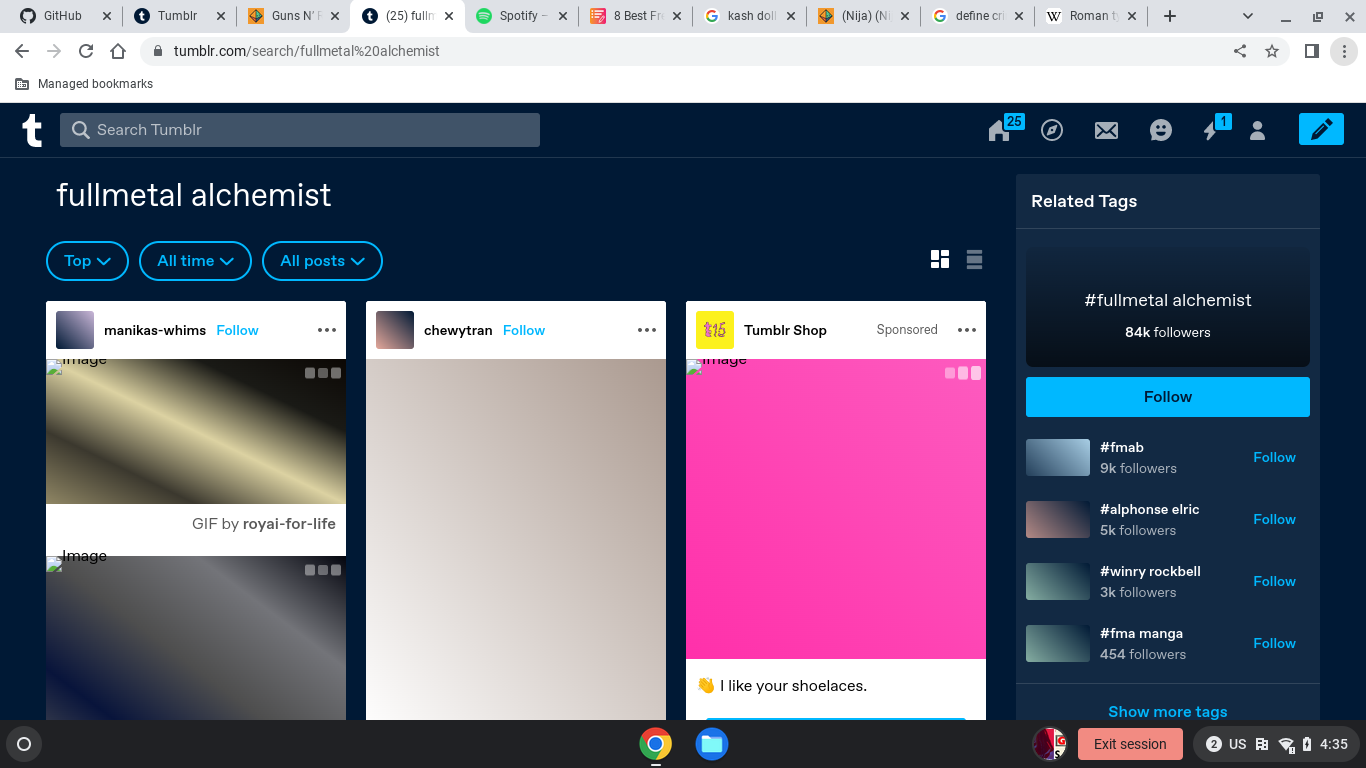 GitHub
Tumblr
Guns N' R
(25) fullm
Spotify –
8 Best Fr
kash doll
(Nija) (Ni
define cri
Roman ty
tumblr.com/search/fullmetal%20alchemist
Managed bookmarks
Search Tumblr
25
1
fullmetal alchemist
Top
All time
All posts
manikas-whims Follow
chewytran Follow
Tumblr Shop Sponsored
Image
Image
GIF by royai-for-life
Image
👋 I like your shoelaces.
Related Tags
#fullmetal alchemist
84k followers
Follow
#fmab
9k followers
Follow
#alphonse elric
5k followers
Follow
#winry rockbell
3k followers
Follow
#fma manga
454 followers
Follow
Show more tags
Exit session
2 US 4:35